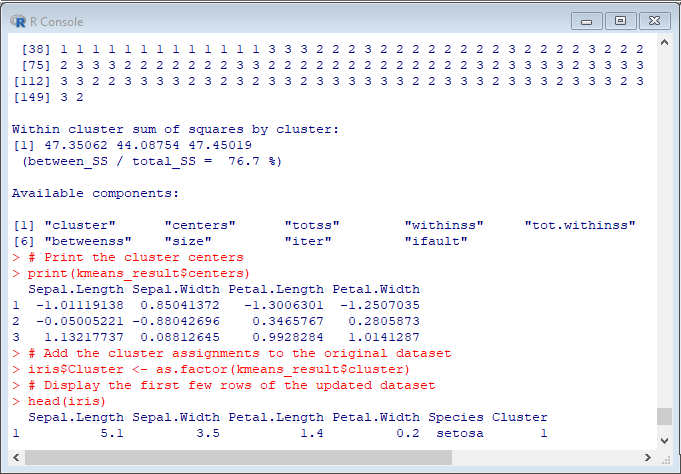 R Console
[38] 1 1 1 1 1 1 1 1 1 1 1 1 1 3 3 3 2 2 2 3 2 2 2 2 2 2 2 2 3 2 2 2 2 3 2 2 2
[75] 2 3 3 3 2 2 2 2 2 2 2 3 3 2 2 2 2 2 2 2 2 2 2 2 2 2 3 2 3 3 3 3 2 3 3 3 3
[112] 3 3 2 2 3 3 3 3 2 3 2 3 2 3 3 2 3 3 3 3 3 3 2 2 3 3 3 2 3 3 3 2 3 3 3 2 3
[149] 3 2
Within cluster sum of squares by cluster:
[1] 47.35062 44.08754 47.45019
(between_SS / total_SS =  76.7 %)
Available components:
[1] "cluster" "centers" "totss" "withinss" "tot.withinss"
[6] "betweenss" "size" "iter" "ifault"
> # Print the cluster centers
> print(kmeans_result$centers)
Sepal.Length Sepal.Width Petal.Length Petal.Width
1 -1.01119138 0.85041372 -1.3006301 -1.2507035
2 -0.05005221 -0.88042696 0.3465767 0.2805873
3 1.13217737 0.08812645 0.9928284 1.0141287
> # Add the cluster assignments to the original dataset
> iris$Cluster <- as.factor(kmeans_result$cluster)
> # Display the first few rows of the updated dataset
> head(iris)
Sepal.Length Sepal.Width Petal.Length Petal.Width Species Cluster
1 5.1 3.5 1.4 0.2 setosa 1